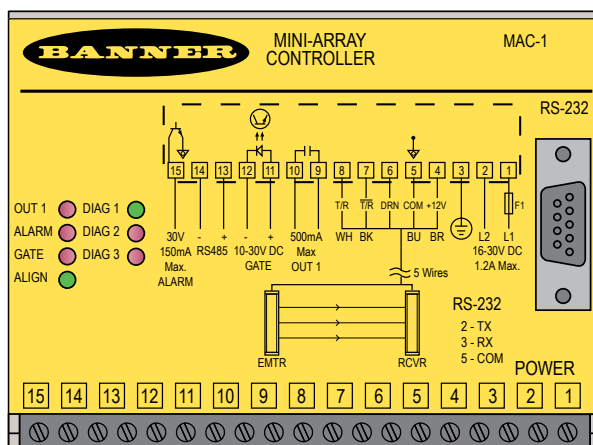 BANNER
MINI-ARRAY
CONTROLLER
MAC-1
RS-232
15 14 13 12 11 10 9 8 7 6 5 4 3 2 1
T/R T/R DRN COM +12V F1
OUT 1 DIAG 1
ALARM DIAG 2
GATE DIAG 3
ALIGN
30V
150mA
Max.
ALARM
- RS485 +
- 10-30V DC +
GATE
500mA
Max
OUT 1
WH BK BU BR
L2 L1
16-30V DC
1.2A Max.
5 Wires
EMTR
RCVR
RS-232
2 - TX
3 - RX
5 - COM
POWER
15 14 13 12 11 10 9 8 7 6 5 4 3 2 1